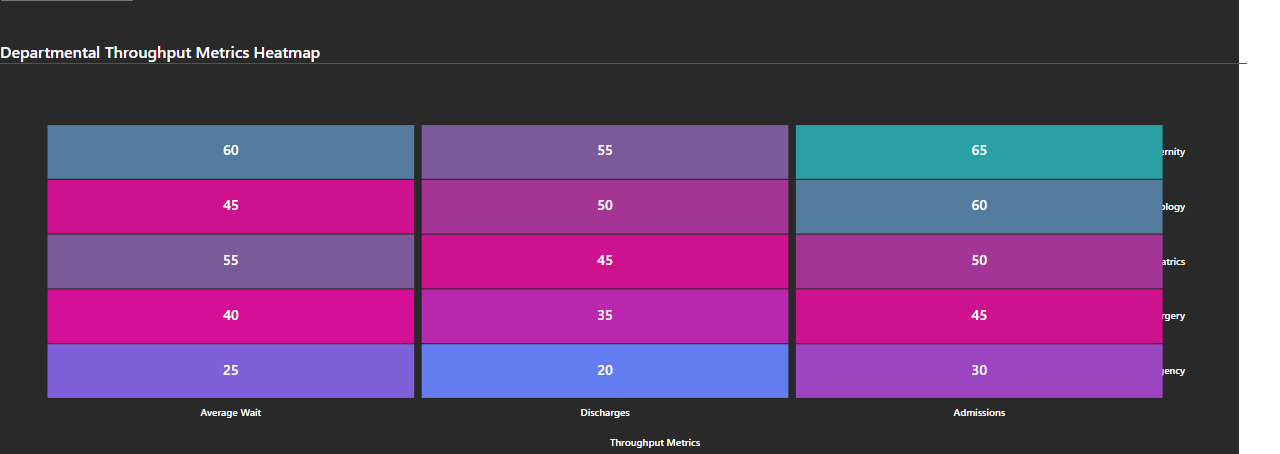 Departmental Throughput Metrics Heatmap
60 55 65 ernity
45 50 60 ology
55 45 50 atrics
40 35 45 rgery
25 20 30 gency
Average Wait Discharges Admissions
Throughput Metrics